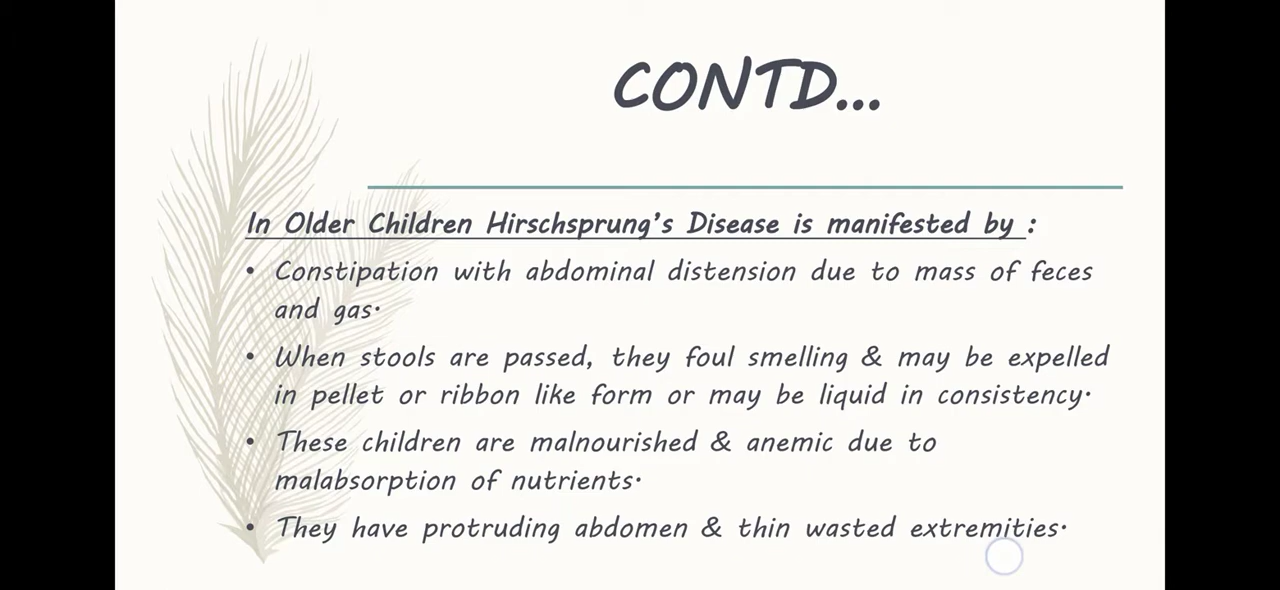 CONTD...
In Older Children Hirschsprung's Disease is manifested by :
• Constipation with abdominal distension due to mass of feces
and gas.
• When stools are passed, they foul smelling & may be expelled
in pellet or ribbon like form or may be liquid in consistency.
• These children are malnourished & anemic due to
malabsorption of nutrients.
• They have protruding abdomen & thin wasted extremities.